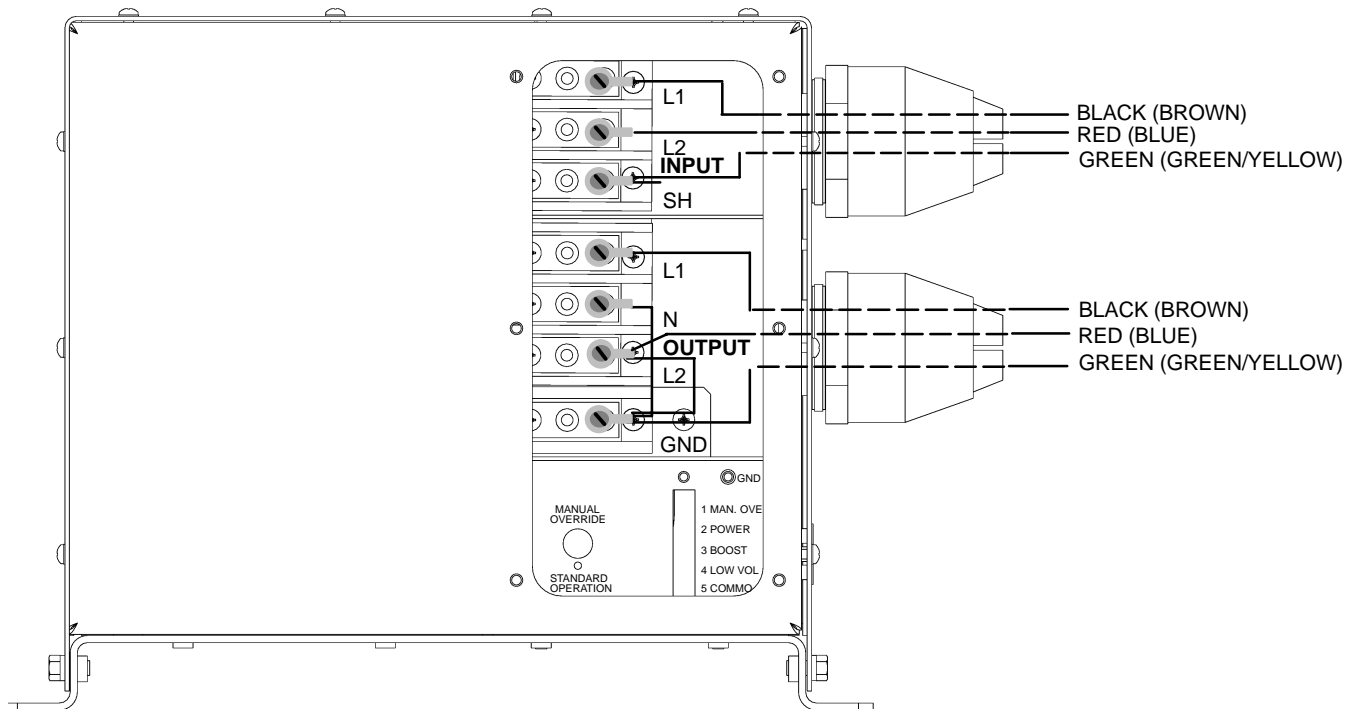 L1
BLACK (BROWN)
RED (BLUE)
L2
INPUT
GREEN (GREEN/YELLOW)
SH
L1
BLACK (BROWN)
N
RED (BLUE)
OUTPUT
GREEN (GREEN/YELLOW)
L2
GND
GND
MANUAL
OVERRIDE
STANDARD
OPERATION
1 MAN. OVE
2 POWER
3 BOOST
4 LOW VOL
5 COMMO